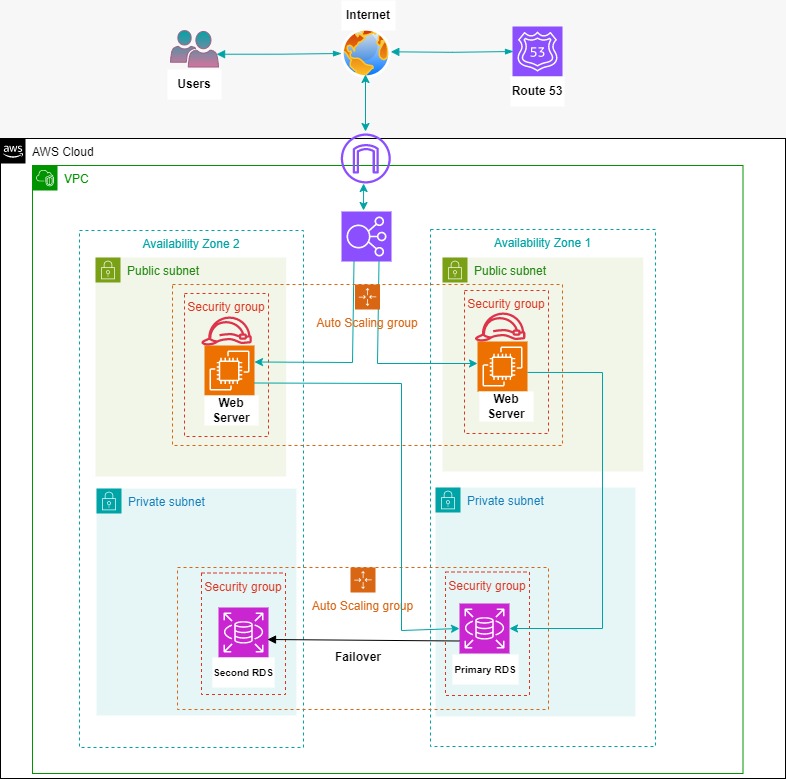 Internet
Users
53
Route 53
aws
AWS Cloud
VPC
Availability Zone 2
Availability Zone 1
Public subnet
Public subnet
Security group
Security group
Auto Scaling group
Web
Server
Web
Server
Private subnet
Private subnet
Security group
Security group
Auto Scaling group
Second RDS
Failover
Primary RDS